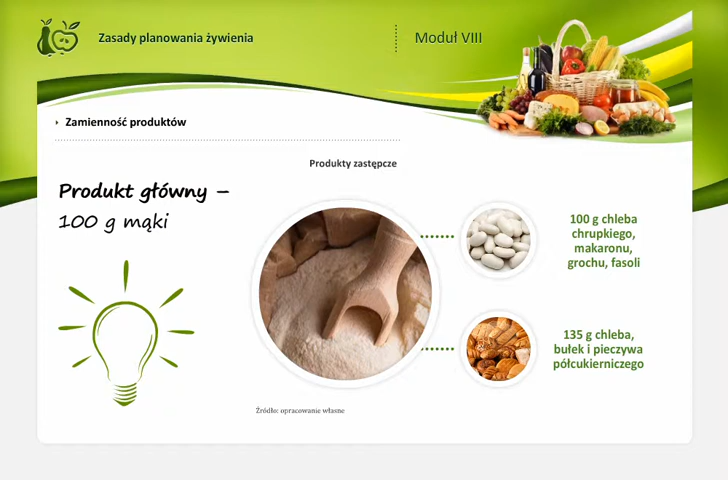 Zasady planowania żywienia
Moduł VIII
Zamienność produktów
Produkty zastępcze
Produkt główny –
100 g mąki
100 g chleba
chrupkiego,
makaronu,
grochu, fasoli
135 g chleba,
bułek i pieczywa
półcukierniczego
Źródło: opracowanie własne